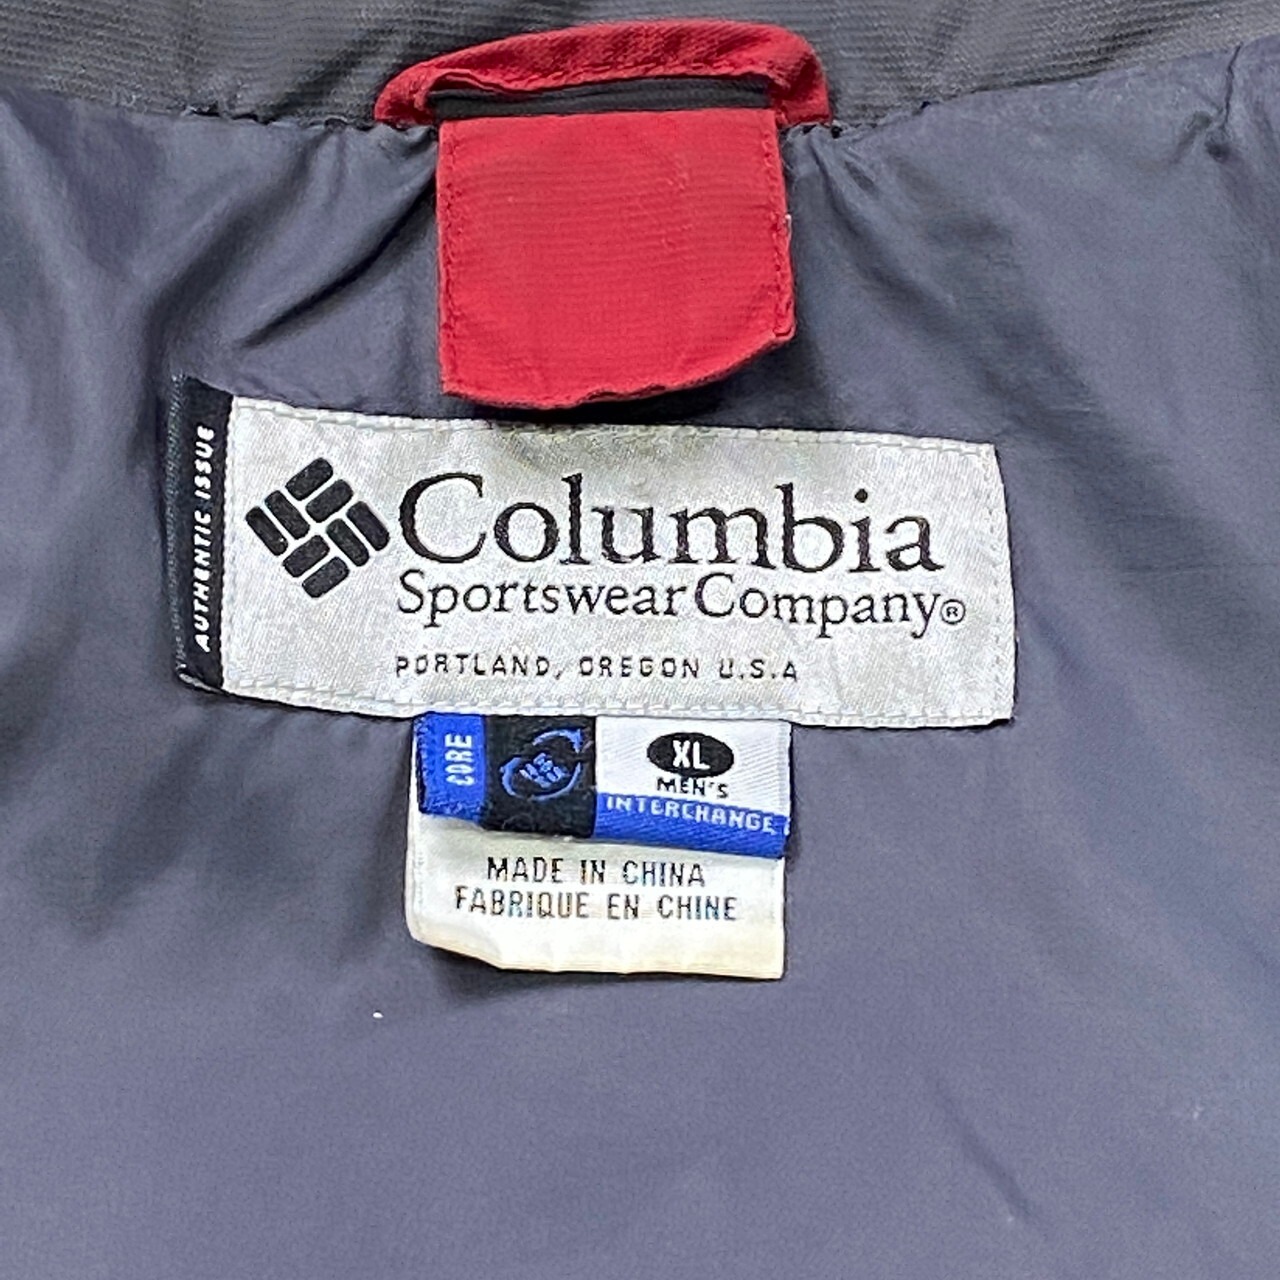 AUTHENTIC ISSUE
Columbia
Sportswear Company®
PORTLAND, OREGON U.S.A
CORE
XL
MEN'S
INTERCHANGE
MADE IN CHINA
FABRIQUE EN CHINE